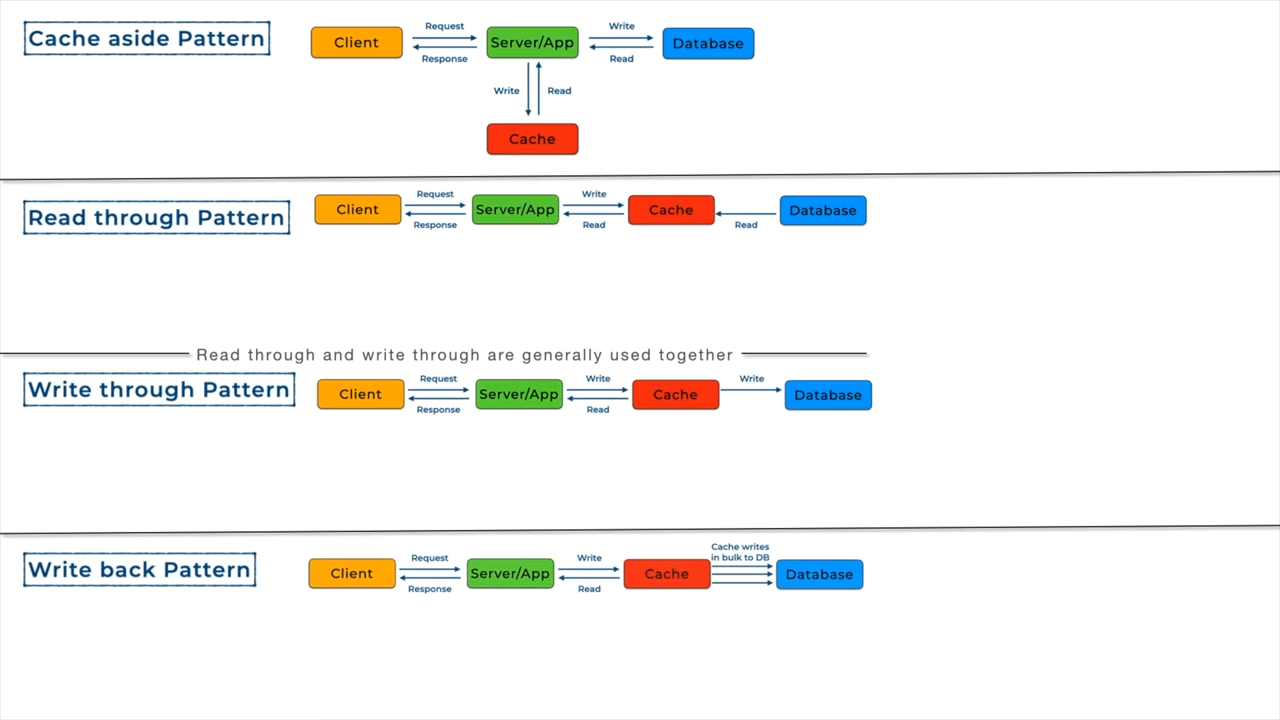 Cache aside Pattern
Client
Request
Response
Server/App
Write
Read
Database
Write
Read
Cache
Read through Pattern
Client
Request
Response
Server/App
Write
Read
Cache
Read
Database
Read through and write through are generally used together
Write through Pattern
Client
Request
Response
Server/App
Write
Read
Cache
Write
Database
Write back Pattern
Client
Request
Response
Server/App
Write
Read
Cache
Cache writes
in bulk to DB
Database